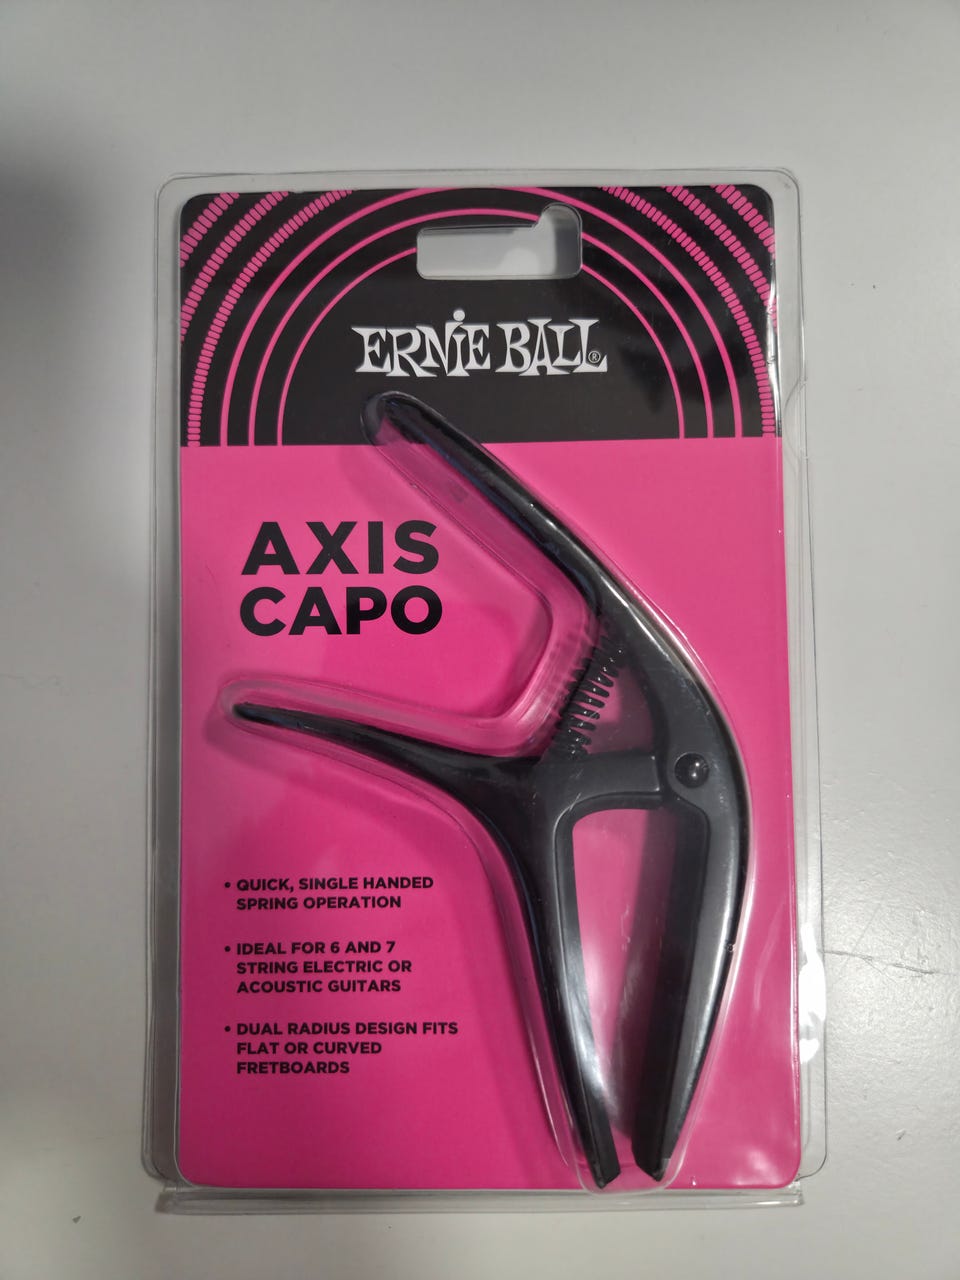 ERNIE BALL®
AXIS
CAPO
• QUICK, SINGLE HANDED
SPRING OPERATION
• IDEAL FOR 6 AND 7
STRING ELECTRIC OR
ACOUSTIC GUITARS
• DUAL RADIUS DESIGN FITS
FLAT OR CURVED
FRETBOARDS